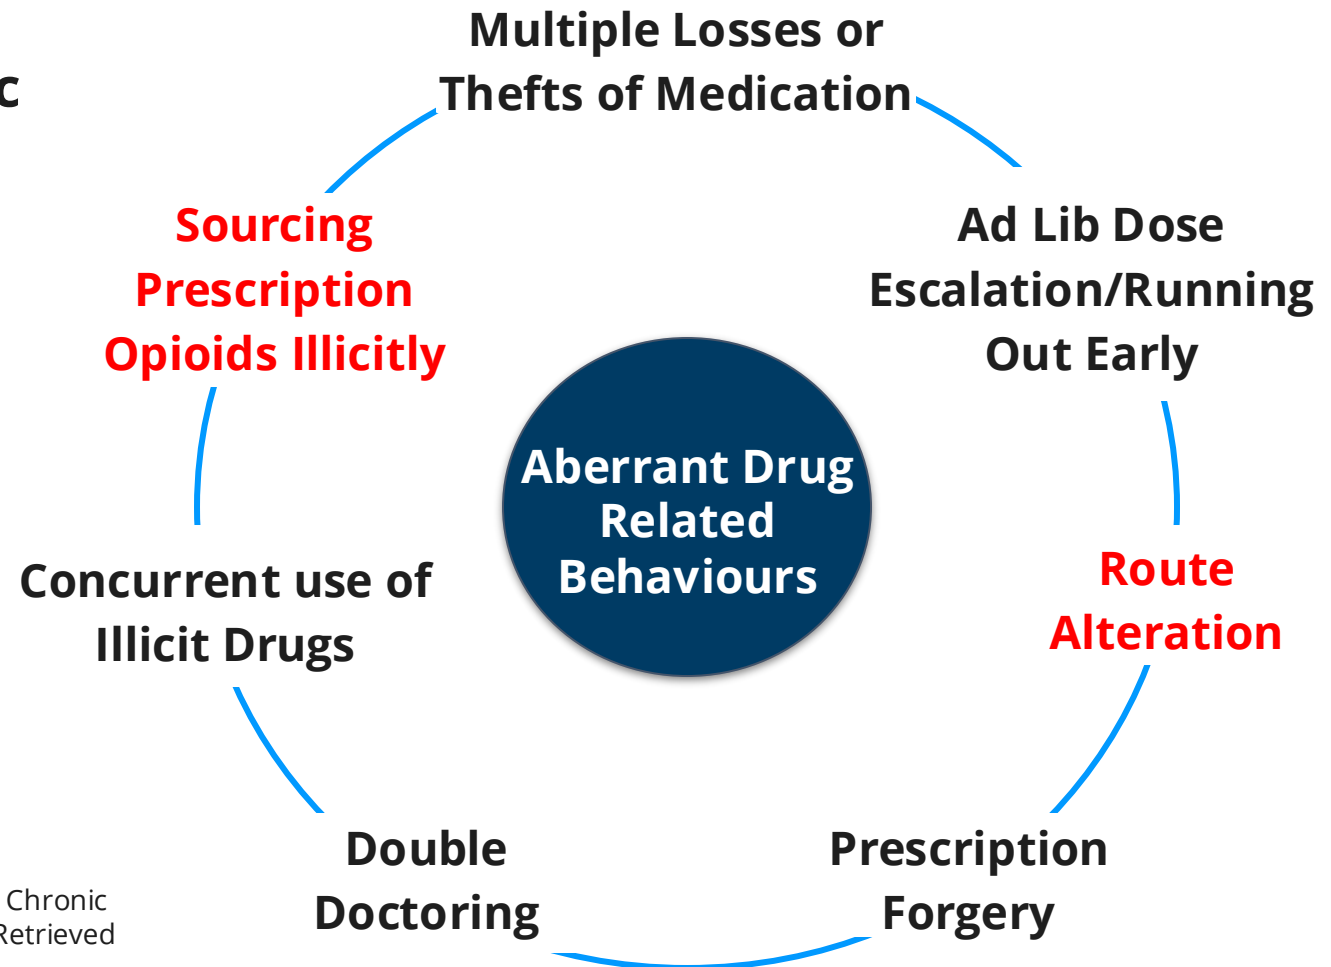 Multiple Losses or
Thefts of Medication
c
Sourcing
Prescription
Opioids Illicitly
Ad Lib Dose
Escalation/Running
Out Early
Aberrant Drug
Related
Behaviours
Concurrent use of
Illicit Drugs
Route
Alteration
Double
Doctoring
Prescription
Forgery
Chronic
Retrieved